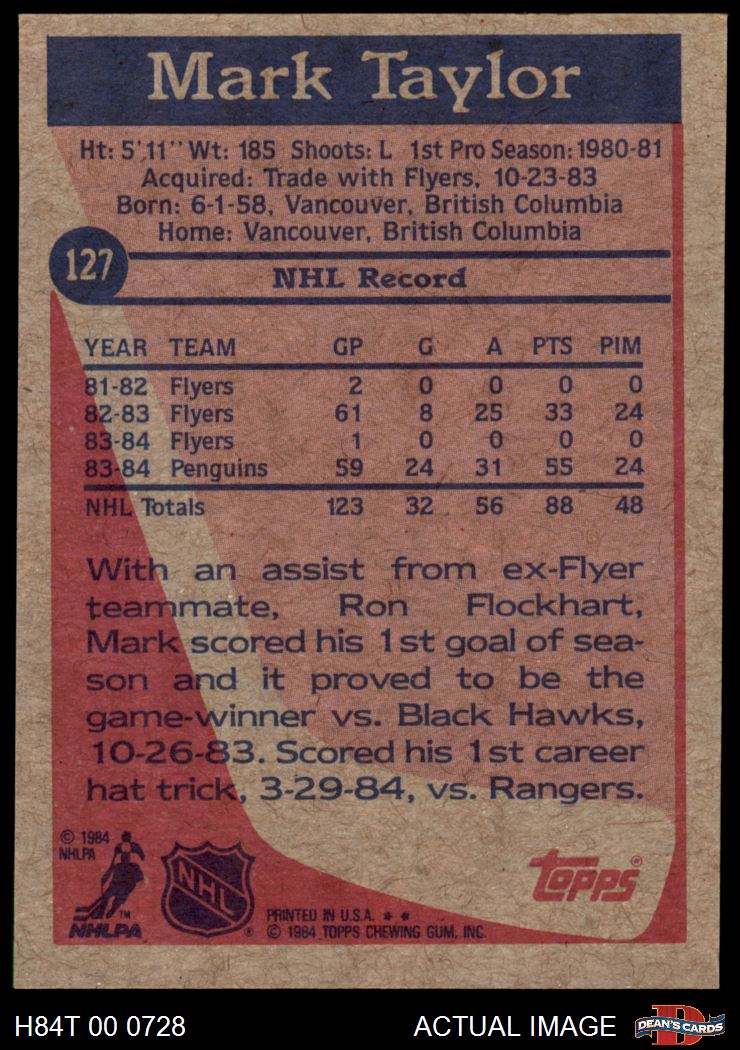 Mark Taylor
Ht: 5'11" Wt: 185 Shoots: L 1st Pro Season: 1980-81
Acquired: Trade with Flyers, 10-23-83
Born: 6-1-58, Vancouver, British Columbia
Home: Vancouver, British Columbia
127
NHL Record
YEAR TEAM GP G A PTS PIM
81-82 Flyers 2 0 0 0 0
82-83 Flyers 61 8 25 33 24
83-84 Flyers 1 0 0 0 0
83-84 Penguins 59 24 31 55 24
NHL Totals 123 32 56 88 48
With an assist from ex-Flyer
teammate, Ron Flockhart,
Mark scored his 1st goal of sea-
son and it proved to be the
game-winner vs. Black Hawks,
10-26-83. Scored his 1st career
hat trick, 3-29-84, vs. Rangers.
© 1984
NHLPA
™
NHLPA
NHL
®
topps®
PRINTED IN U.S.A. **
© 1984 TOPPS CHEWING GUM, INC.
H84T 00 0728
ACTUAL IMAGE
D
DEAN'S CARDS